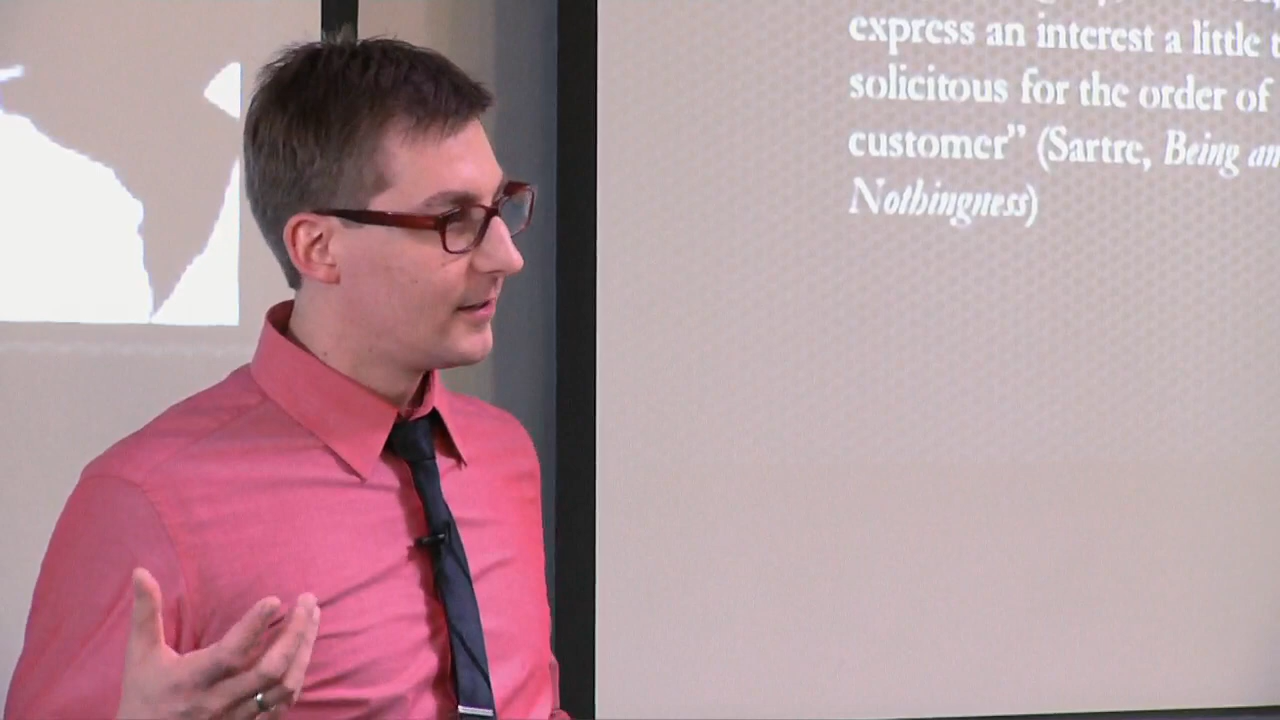 express an interest a little
solicitous for the order of
customer” (Sartre, Being
Nothingness)